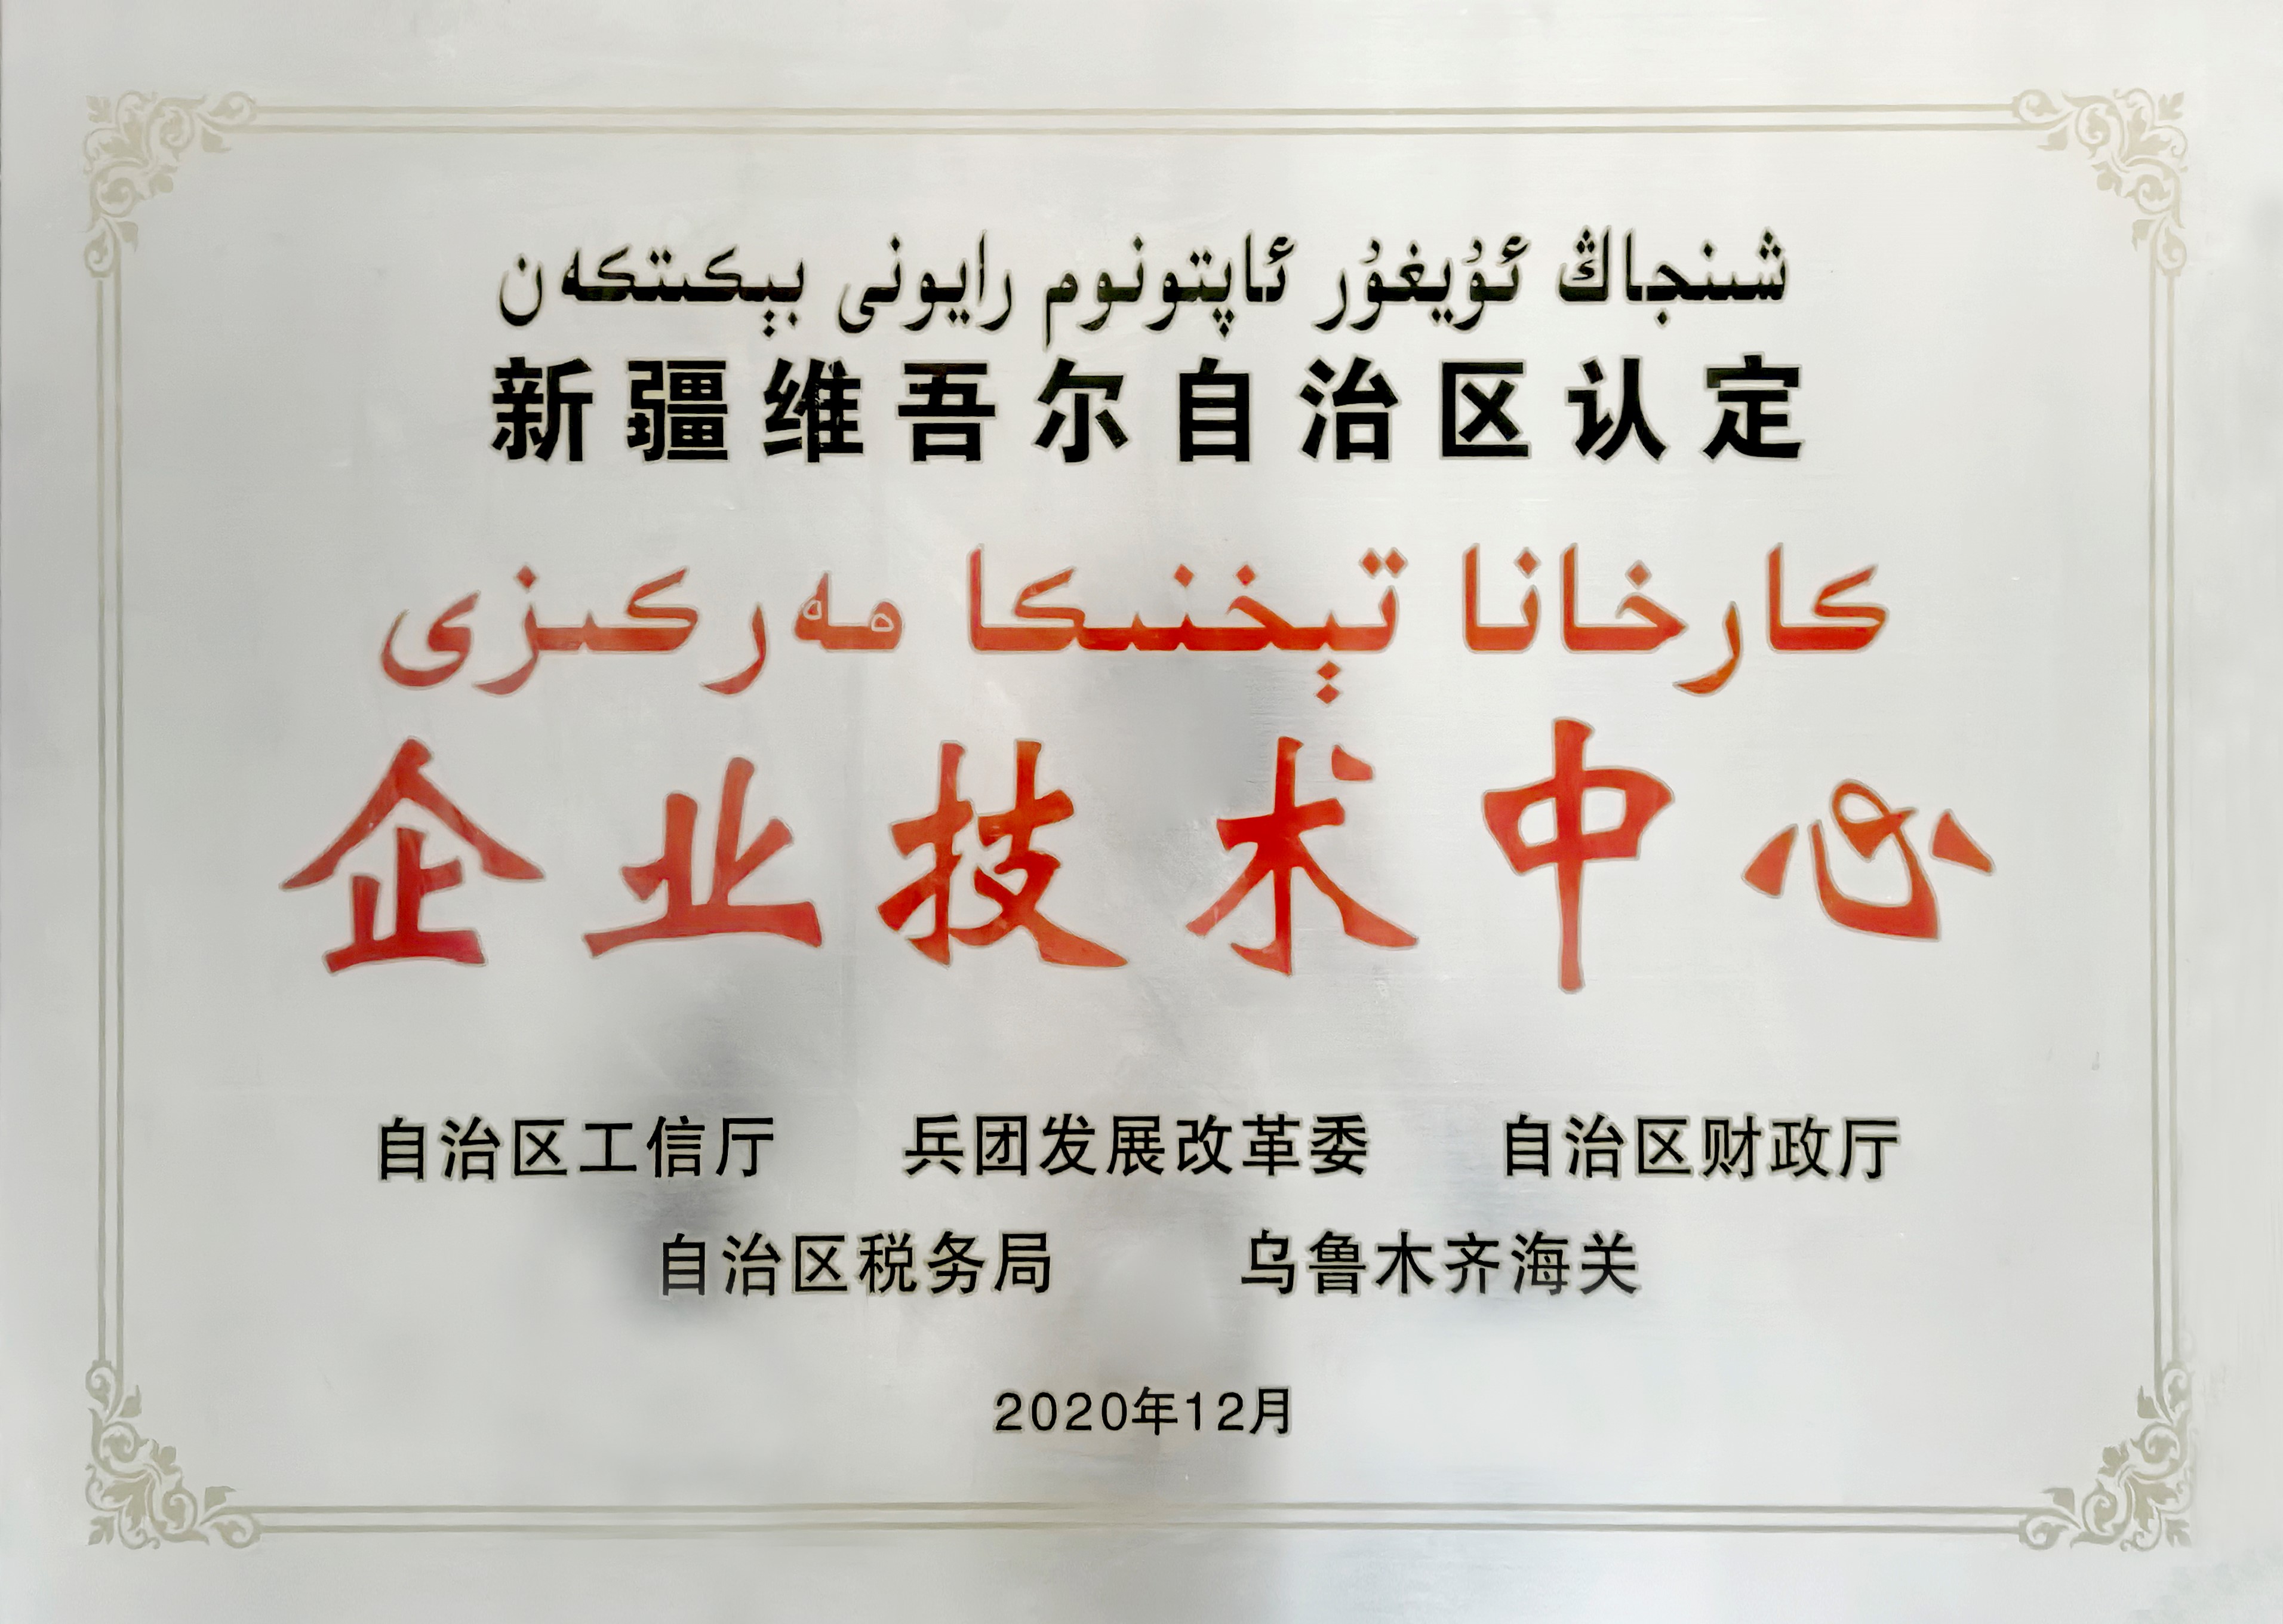 شىنجاڭ ئۇيغۇر ئاپتونوم رايونى بېكىتكەن
新疆维吾尔自治区认定
كارخانا تېخنىكا مەركىزى
企业技术中心
自治区工信厅 兵团发展改革委 自治区财政厅
自治区税务局 乌鲁木齐海关
2020年12月